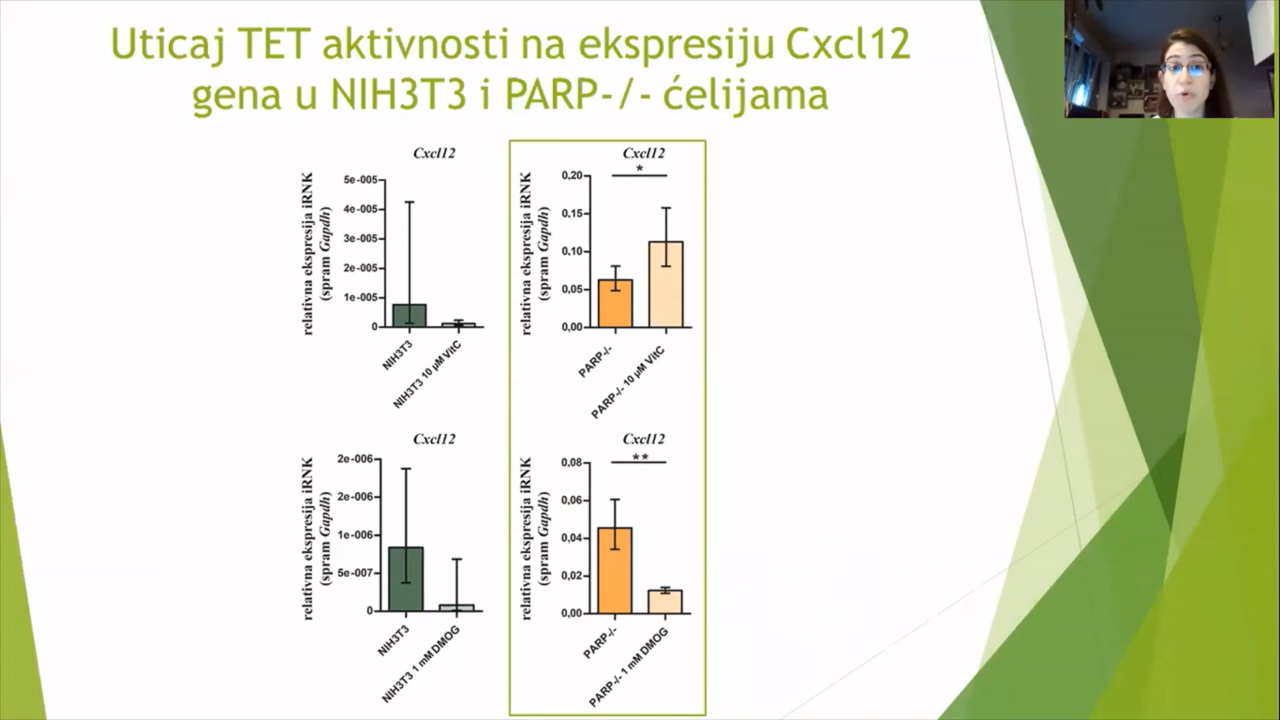 Uticaj TET aktivnosti na ekspresiju Cxcl12
gena u NIH3T3 i PARP-/- ćelijama
Cxcl12
relativna ekspresija iRNK
(spram Gapdh)
5e-005
4e-005
3e-005
2e-005
1e-005
0
NIH3T3
NIH3T3 10 µM VitC
Cxcl12
*
relativna ekspresija iRNK
(spram Gapdh)
0,20
0,15
0,10
0,05
0,00
PARP-/-
PARP-/- 10 µM VitC
Cxcl12
relativna ekspresija iRNK
(spram Gapdh)
2e-006
2e-006
1e-006
5e-007
0
NIH3T3
NIH3T3 1 mM DMOG
Cxcl12
**
relativna ekspresija iRNK
(spram Gapdh)
0,08
0,06
0,04
0,02
0,00
PARP-/-
PARP-/- 1 mM DMOG